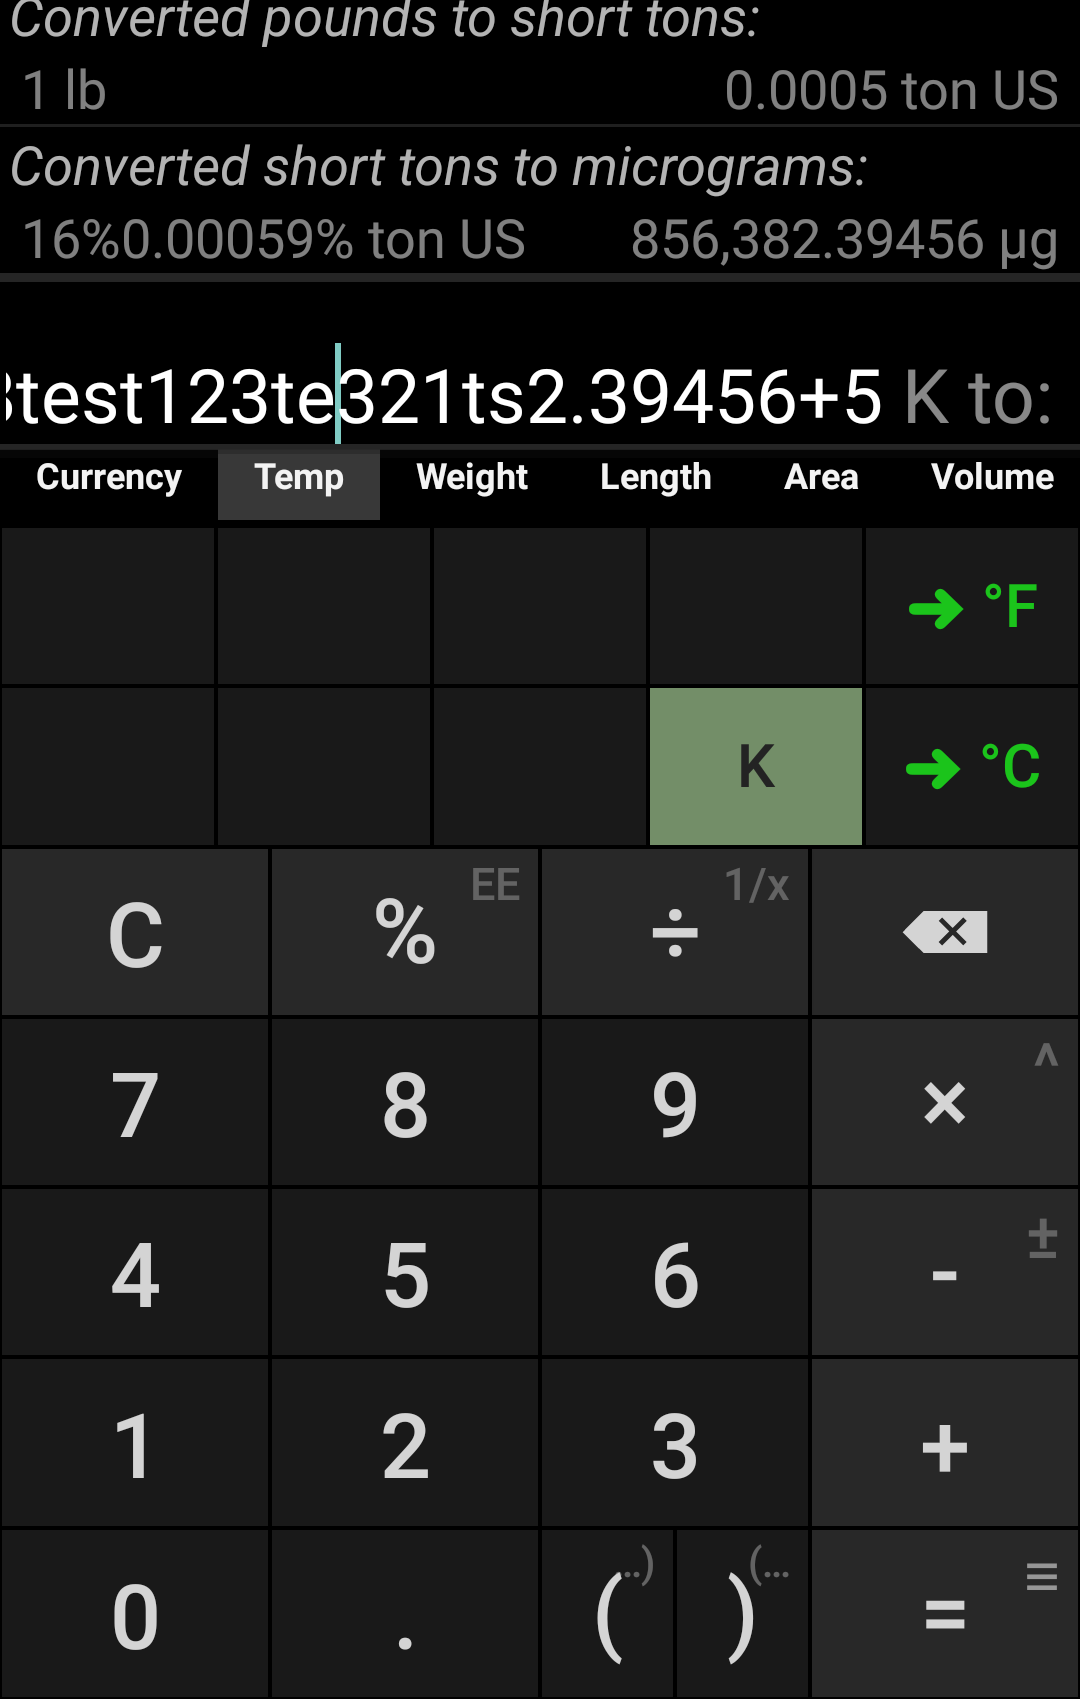 Converted pounds to short tons:
1 lb 0.0005 ton US
Converted short tons to micrograms:
16%0.00059% ton US 856,382.39456 µg
3test123te321ts2.39456+5 K to:
Currency Temp Weight Length Area Volume
➔ °F
K ➔ °C
C % EE ÷ 1/x
7 8 9 × ^
4 5 6 - ±
1 2 3 +
0 . ( ..) ) (... = ≡